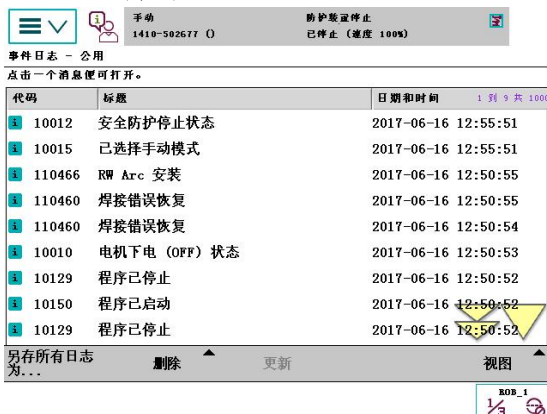 手动
防护装置停止
1410-502677 ()
已停止 (速度 100%)
事件日志 - 公用
点击一个消息便可打开。
代码 标题 日期和时间 1 到 9 共 1000
10012 安全防护停止状态 2017-06-16 12:55:51
10015 已选择手动模式 2017-06-16 12:55:51
110466 RW Arc 安装 2017-06-16 12:50:55
110460 焊接错误恢复 2017-06-16 12:50:55
110460 焊接错误恢复 2017-06-16 12:50:54
10010 电机下电 (OFF) 状态 2017-06-16 12:50:53
10129 程序已停止 2017-06-16 12:50:52
10150 程序已启动 2017-06-16 12:50:52
10129 程序已停止 2017-06-16 12:50:52
另存所有日志为... 删除 更新 视图
ROB_1
1/3